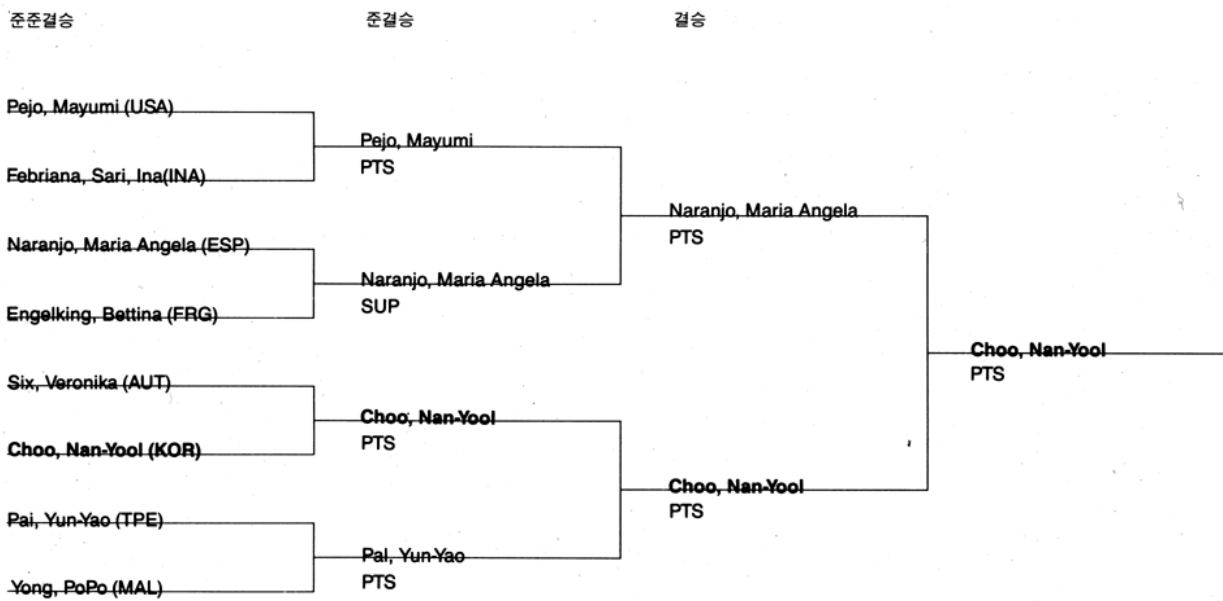 준준결승
준결승
결승
Pejo, Mayumi (USA)
Pejo, Mayumi
PTS
Febriana, Sari, Ina(INA)
Naranjo, Maria Angela
PTS
Naranjo, Maria Angela (ESP)
Naranjo, Maria Angela
SUP
Engelking, Bettina (FRG)
Choo, Nan-Yool
PTS
Six, Veronika (AUT)
Choo, Nan-Yool
PTS
Choo, Nan-Yool (KOR)
Choo, Nan-Yool
PTS
Pai, Yun-Yao (TPE)
Pal, Yun-Yao
PTS
Yong, PoPo (MAL)